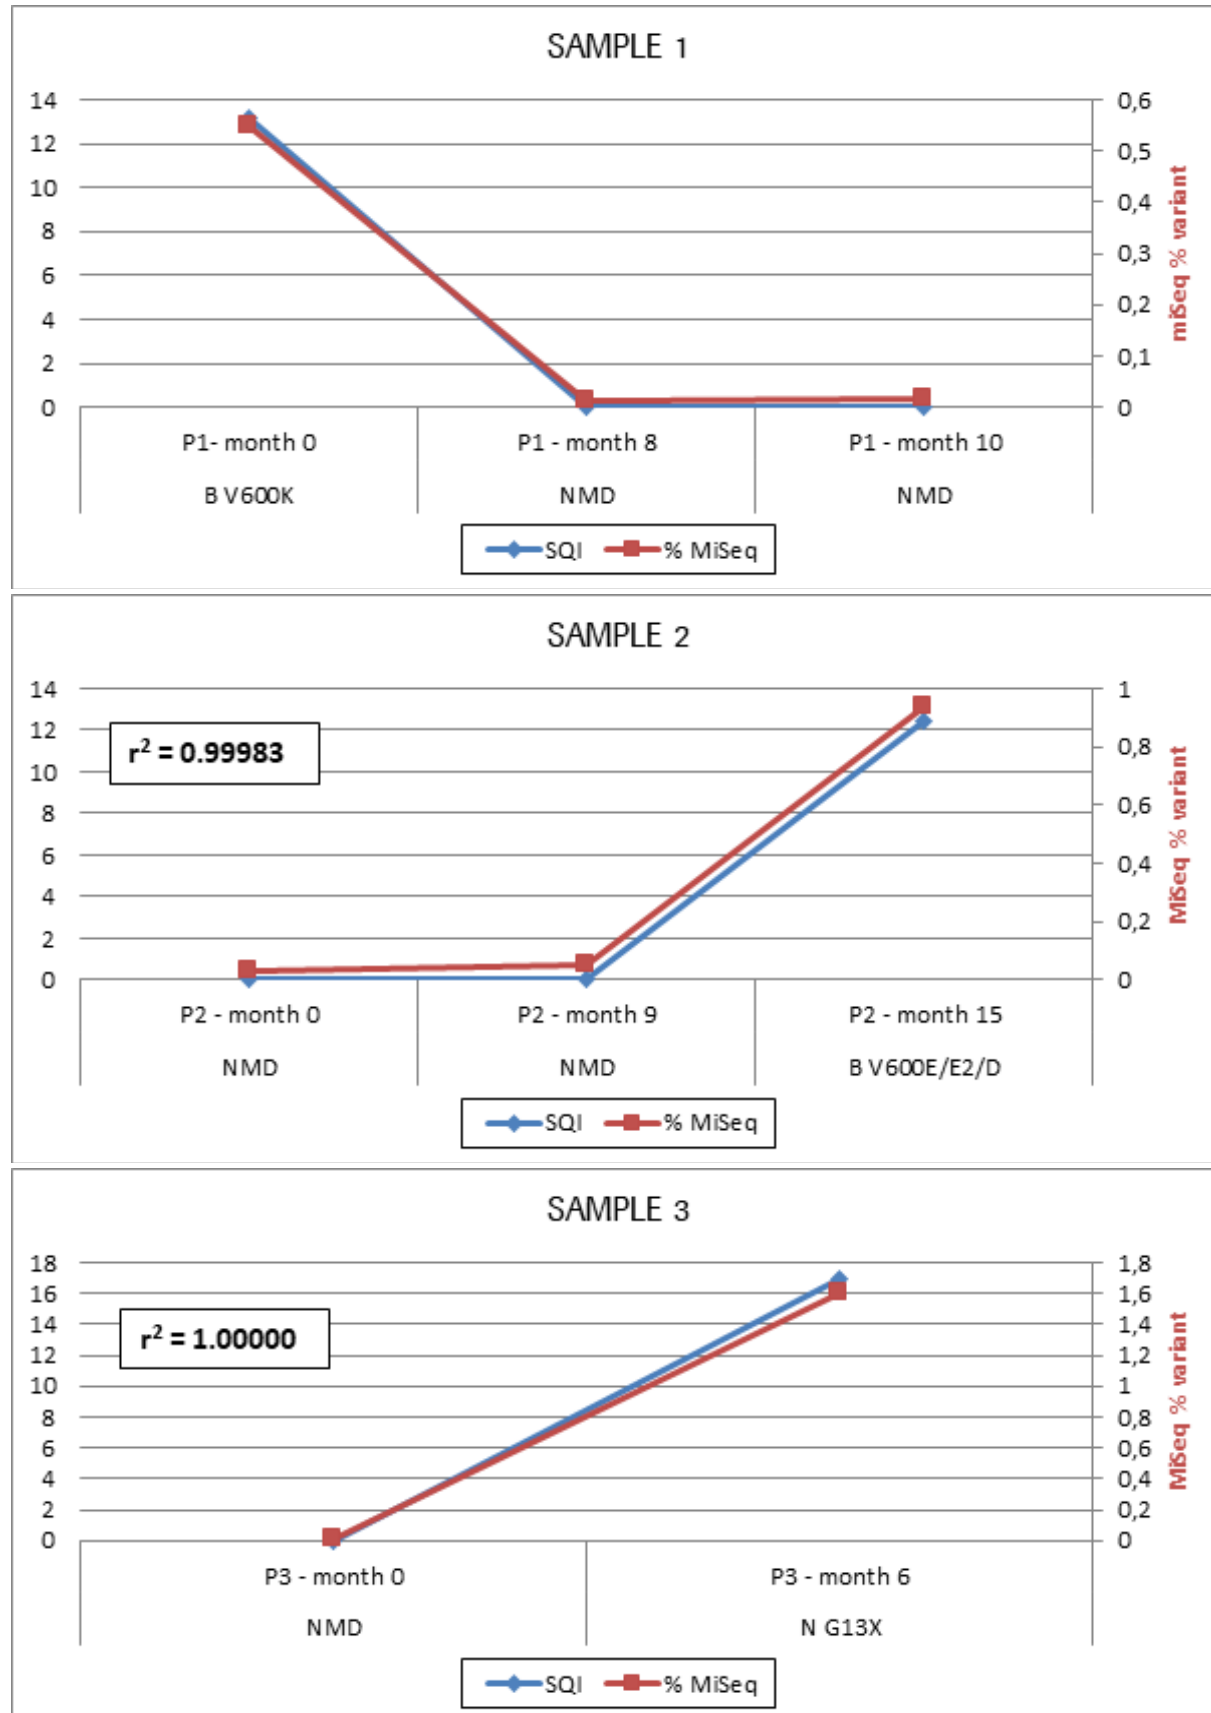 SAMPLE 1
14 0,6
12 0,5
10 0,4
8 0,3
6 0,2
4 0,1
2
0 0
miSeq % variant
P1- month 0 P1 - month 8 P1 - month 10
B V600K NMD NMD
SQI % MiSeq
SAMPLE 2
14 1
12 0,8
10 0,6
8 0,4
6 0,2
4
2
0 0
r² = 0.99983
MiSeq % variant
P2 - month 0 P2 - month 9 P2 - month 15
NMD NMD B V600E/E2/D
SQI % MiSeq
SAMPLE 3
18 1,8
16 1,6
14 1,4
12 1,2
10 1
8 0,8
6 0,6
4 0,4
2 0,2
0 0
r² = 1.00000
MiSeq % variant
P3 - month 0 P3 - month 6
NMD N G13X
SQI % MiSeq